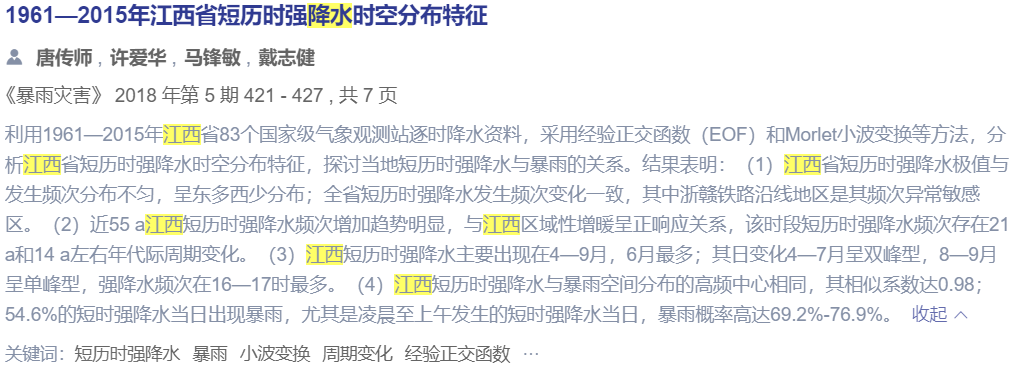 1961—2015年江西省短历时强降水时空分布特征
唐传师 , 许爱华 , 马锋敏 , 戴志健
《暴雨灾害》 2018 年第 5 期 421 - 427 , 共 7 页
利用1961—2015年江西省83个国家级气象观测站逐时降水资料，采用经验正交函数（EOF）和Morlet小波变换等方法，分
析江西省短历时强降水时空分布特征，探讨当地短历时强降水与暴雨的关系。结果表明：（1）江西省短历时强降水极值与
发生频次分布不匀，呈东多西少分布；全省短历时强降水发生频次变化一致，其中浙赣铁路沿线地区是其频次异常敏感
区。（2）近55 a江西短历时强降水频次增加趋势明显，与江西区域性增暖呈正响应关系，该时段短历时强降水频次存在21
a和14 a左右年代际周期变化。（3）江西短历时强降水主要出现在4—9月，6月最多；其日变化4—7月呈双峰型，8—9月
呈单峰型，强降水频次在16—17时最多。（4）江西短历时强降水与暴雨空间分布的高频中心相同，其相似系数达0.98；
54.6%的短时强降水当日出现暴雨，尤其是凌晨至上午发生的短时强降水当日，暴雨概率高达69.2%-76.9%。 收起
关键词： 短历时强降水 暴雨 小波变换 周期变化 经验正交函数 ···